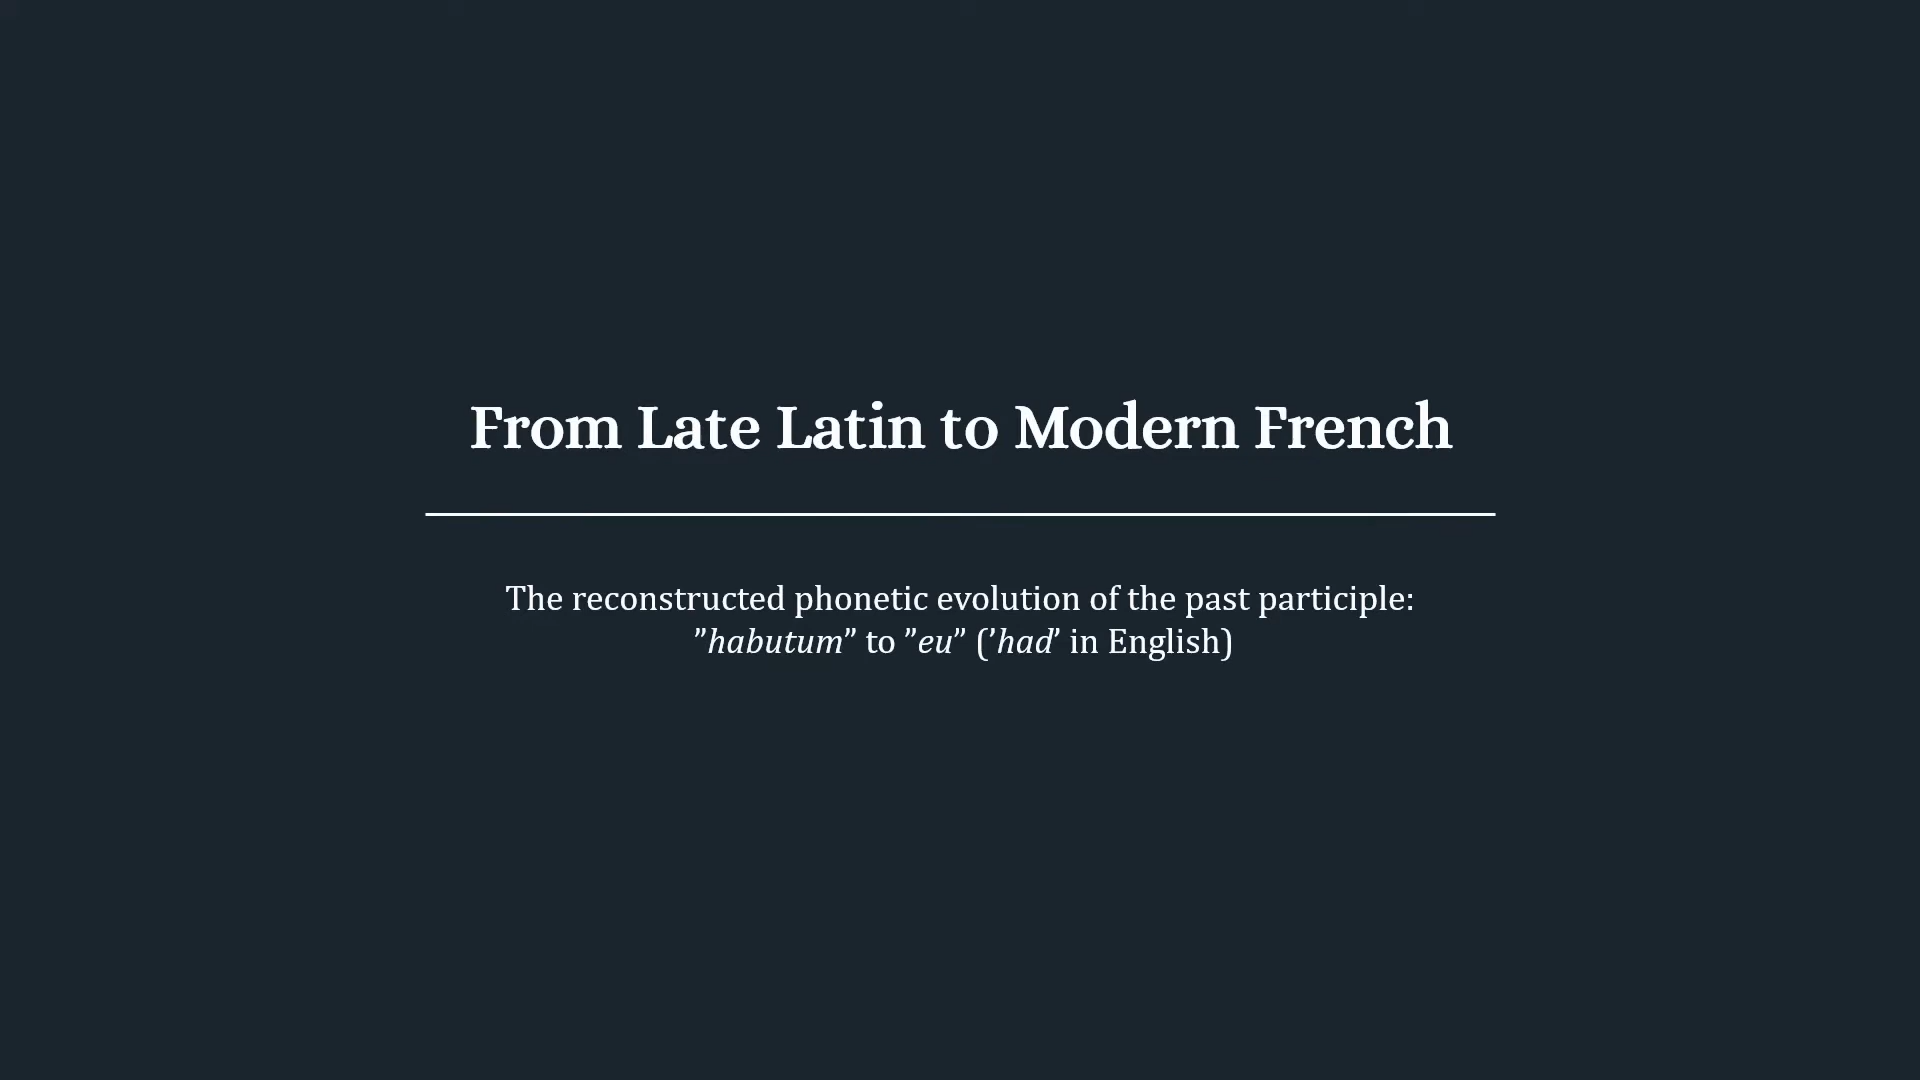 From Late Latin to Modern French
The reconstructed phonetic evolution of the past participle:
”habutum” to ”eu” (’had’ in English)